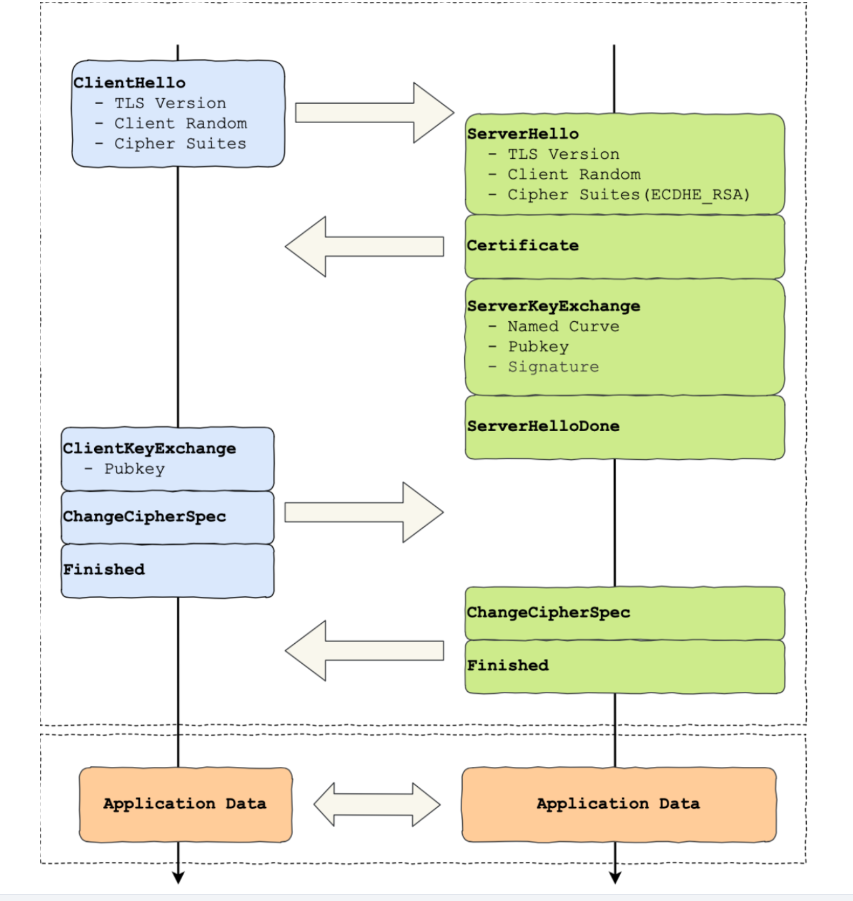 ClientHello
- TLS Version
- Client Random
- Cipher Suites
ServerHello
- TLS Version
- Client Random
- Cipher Suites(ECDHE_RSA)
Certificate
ServerKeyExchange
- Named Curve
- Pubkey
- Signature
ServerHelloDone
ClientKeyExchange
- Pubkey
ChangeCipherSpec
Finished
ChangeCipherSpec
Finished
Application Data
Application Data